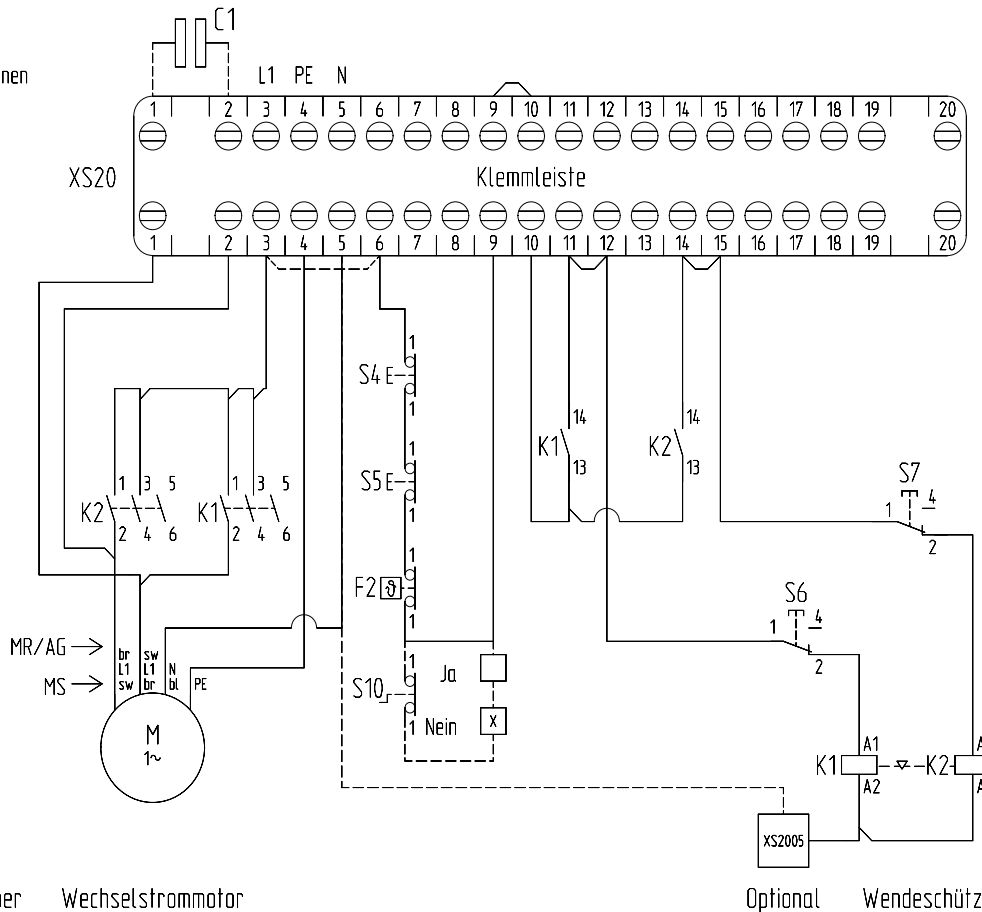 C1
nen
L1 PE N
1 2 3 4 5 6 7 8 9 10 11 12 13 14 15 16 17 18 19 20
XS20 Klemmleiste
1 2 3 4 5 6 7 8 9 10 11 12 13 14 15 16 17 18 19 20
1
S4 E
1
14 14
K1 K2
13 13
1
S5 E
1
S7
1 4
2
1 3 5 1 3 5
K2 K1
2 4 6 2 4 6
1
F2 ϑ
1
S6
1 4
2
MR/AG br sw
L1 L1 N
MS sw br bl PE
1
S10
1
Ja
Nein X
M
1~
A1 A
K1 K2
A2 A
XS2005
er Wechselstrommotor Optional Wendeschütz